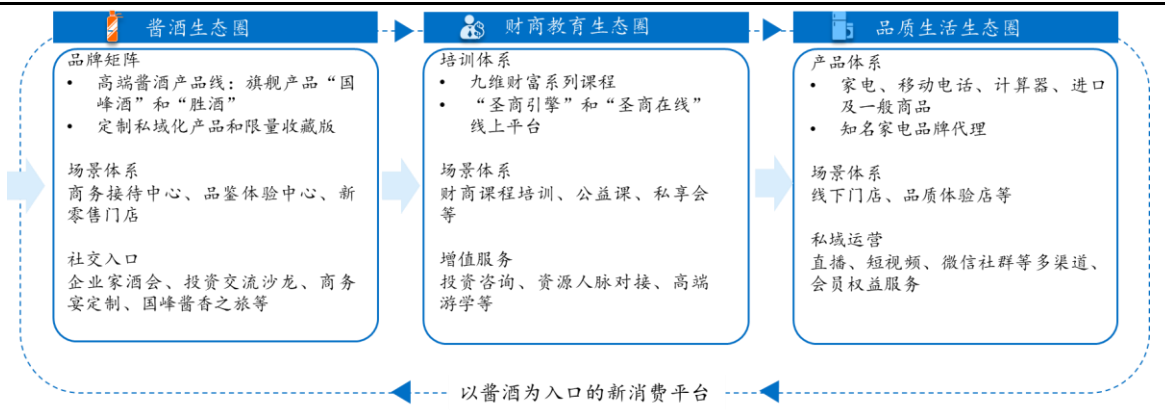 酱酒生态圈
品牌矩阵
• 高端酱酒产品线：旗舰产品“国
峰酒”和“胜酒”
• 定制私域化产品和限量收藏版
场景体系
商务接待中心、品鉴体验中心、新
零售门店
社交入口
企业家酒会、投资交流沙龙、商务
宴定制、国峰酱香之旅等
财商教育生态圈
培训体系
• 九维财富系列课程
• “圣商引擎”和“圣商在线”
线上平台
场景体系
财商课程培训、公益课、私享会
等
增值服务
投资咨询、资源人脉对接、高端
游学等
品质生活生态圈
产品体系
• 家电、移动电话、计算器、进口
及一般商品
• 知名家电品牌代理
场景体系
线下门店、品质体验店等
私域运营
直播、短视频、微信社群等多渠道、
会员权益服务
以酱酒为入口的新消费平台